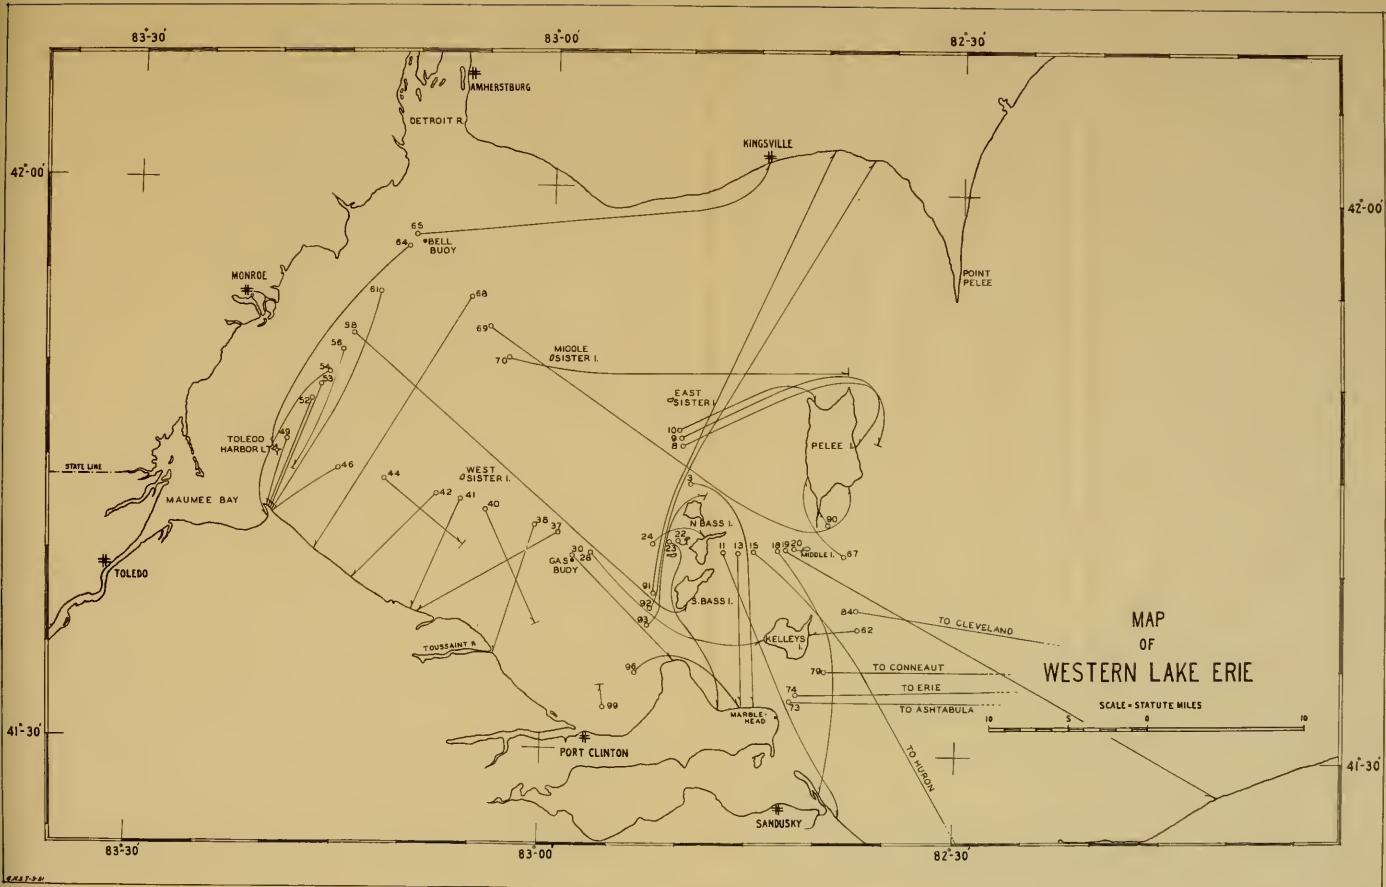 83°-30' 83°-00' 82°-30'
AMHERSTBURG
DETROIT R.
KINGSVILLE
42°-00'
42°-00'
65
64
BELL
BUOY
MONROE
POINT
PELEE
61
68
58
69
56
MIDDLE
SISTER I.
70
54
53
EAST
SISTER I
52
10
9
8
49
TOLEDO
HARBOR LT
PELEE I.
STATE LINE
46
44
WEST
SISTER I.
3
MAUMEE BAY
42
41
40
N BASS I.
90
38
37
24
22
23
11
13
15
18
19
20
MIDDLE I.
67
30
28
GAS
BUOY
TOLEDO
91
92
93
S. BASS I.
84
TO CLEVELAND
62
KELLEYS
I.
MAP
OF
WESTERN LAKE ERIE
TOUSSAINT R
96
79
TO CONNEAUT
74
TO ERIE
73
TO ASHTABULA
99
SCALE = STATUTE MILES
10 5 0 10
MARBLE-
HEAD
PORT CLINTON
41°-30'
41°-30'
TO HURON
SANDUSKY
83°-30' 83°-00' 82°-30'